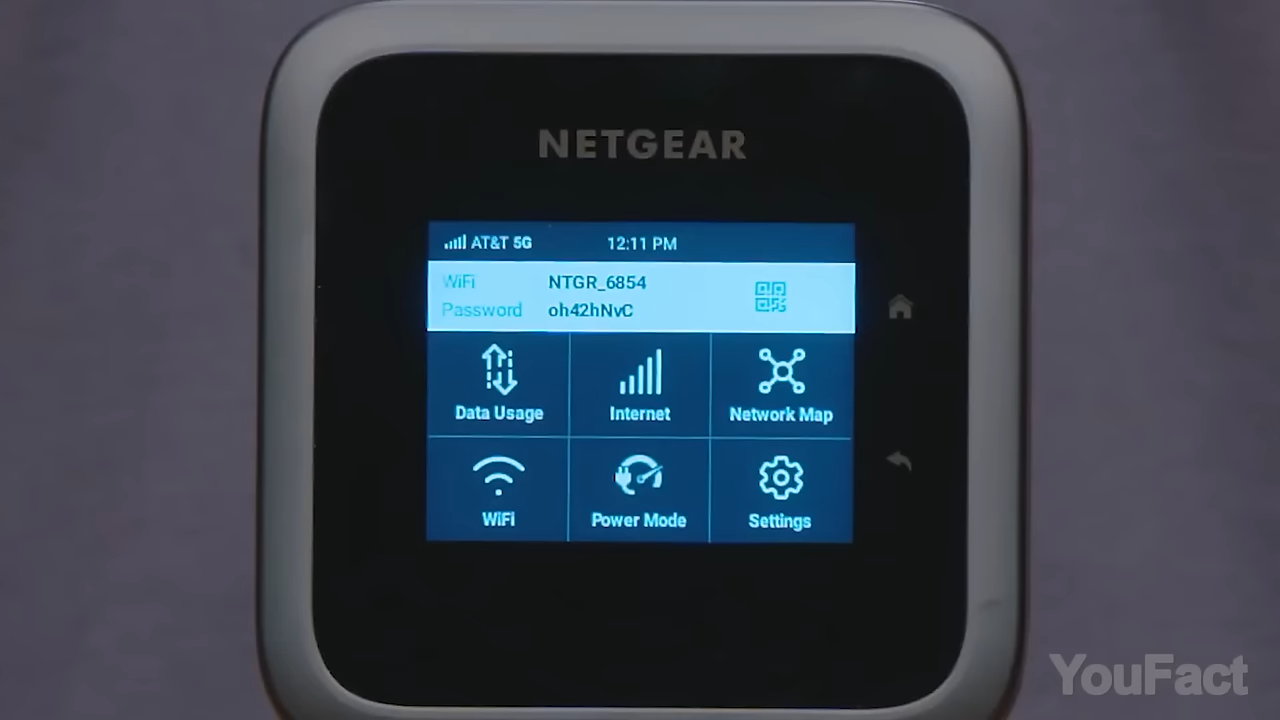 NETGEAR
AT&T 5G 12:11 PM
WiFi NTGR_6854
Password oh42hNvC
Data Usage Internet Network Map
WiFi Power Mode Settings
YouFact